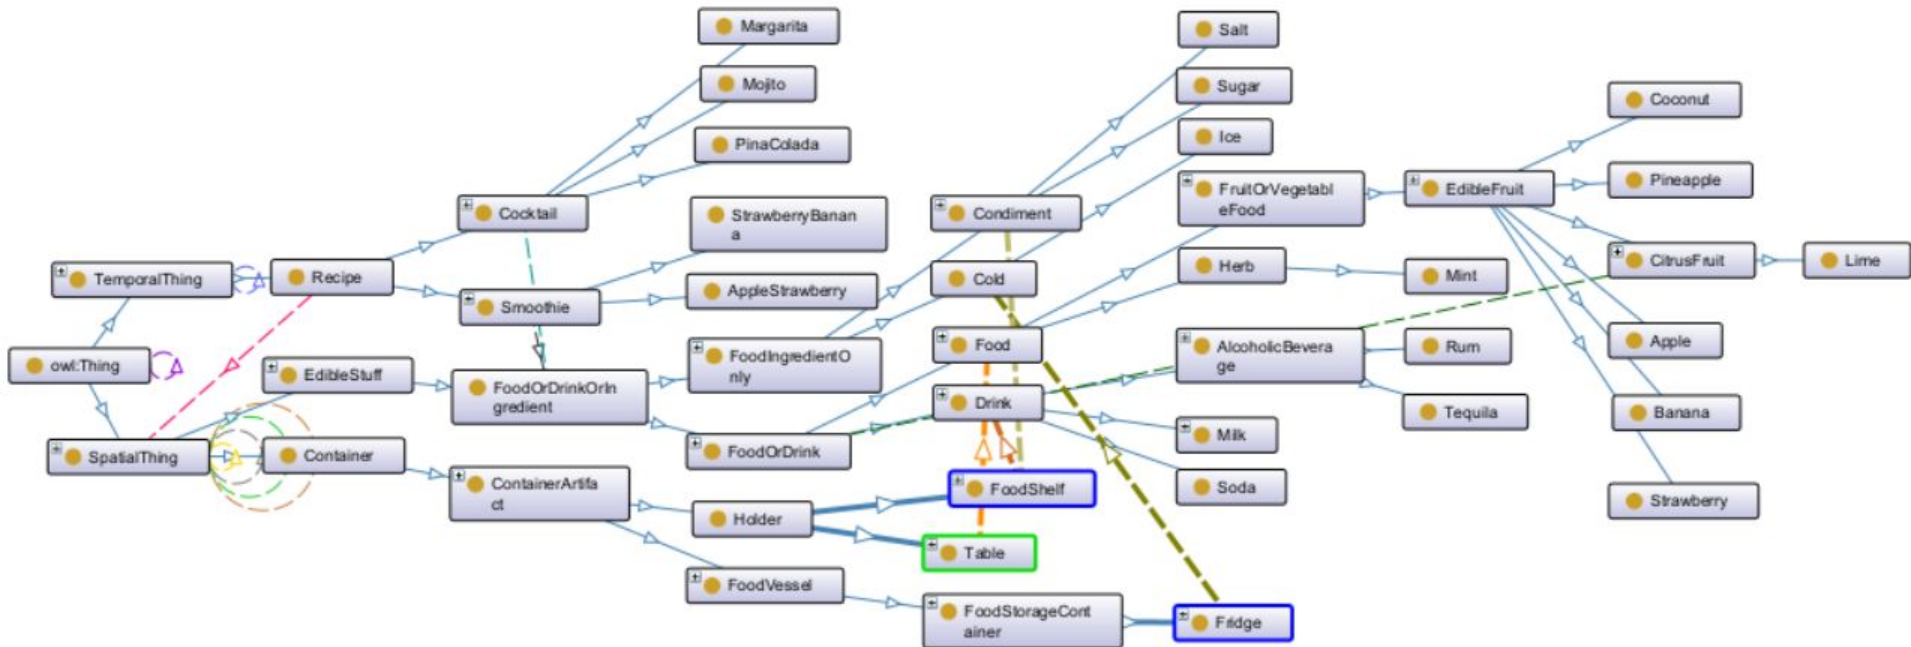 Margarita
Mojito
PinaColada
Cocktail
StrawberryBanan
a
TemporalThing
Recipe
Smoothie
AppleStrawberry
owl:Thing
EdibleStuff
FoodOrDrinkOrIn
gredient
FoodIngredientO
nly
SpatialThing
Container
FoodOrDrink
ContainerArtifa
ct
Holder
FoodVessel
Condiment
Cold
Food
Drink
FoodShelf
Table
FoodStorageCont
ainer
Salt
Sugar
Ice
FruitOrVegetabl
eFood
Herb
AlcoholicBevera
ge
Milk
Soda
Fridge
EdibleFruit
Mint
Rum
Tequila
Coconut
Pineapple
CitrusFruit
Lime
Apple
Banana
Strawberry